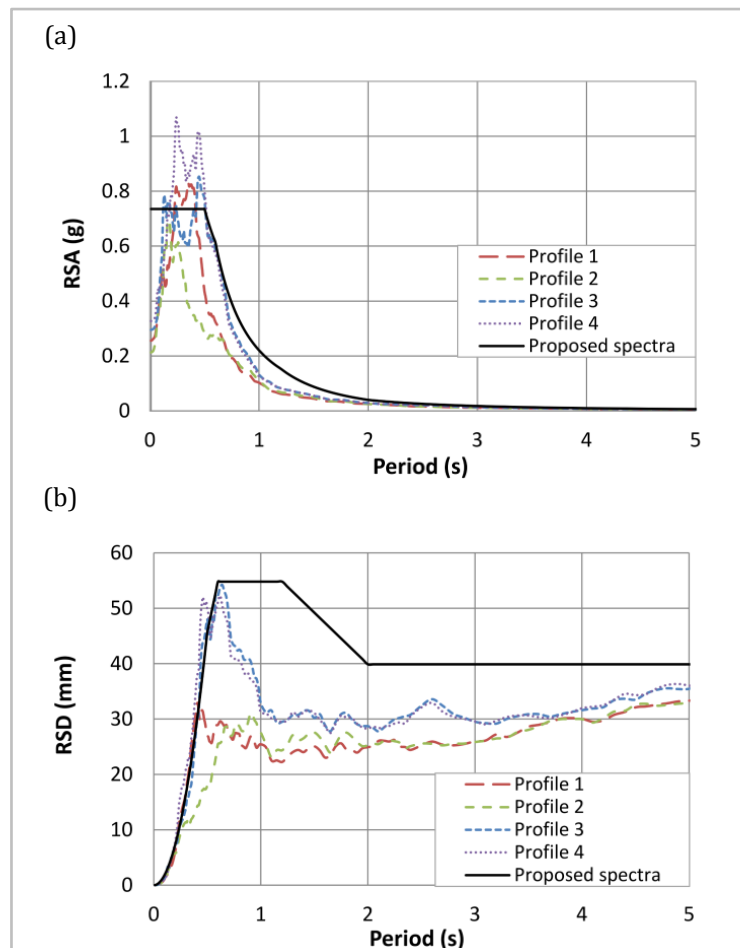 (a)
1.2
1
0.8
0.6
0.4
0.2
0
RSA (g)
Profile 1
Profile 2
Profile 3
Profile 4
Proposed spectra
0 1 2 3 4 5
Period (s)
(b)
60
50
40
30
20
10
0
RSD (mm)
Profile 1
Profile 2
Profile 3
Profile 4
Proposed spectra
0 1 2 3 4 5
Period (s)